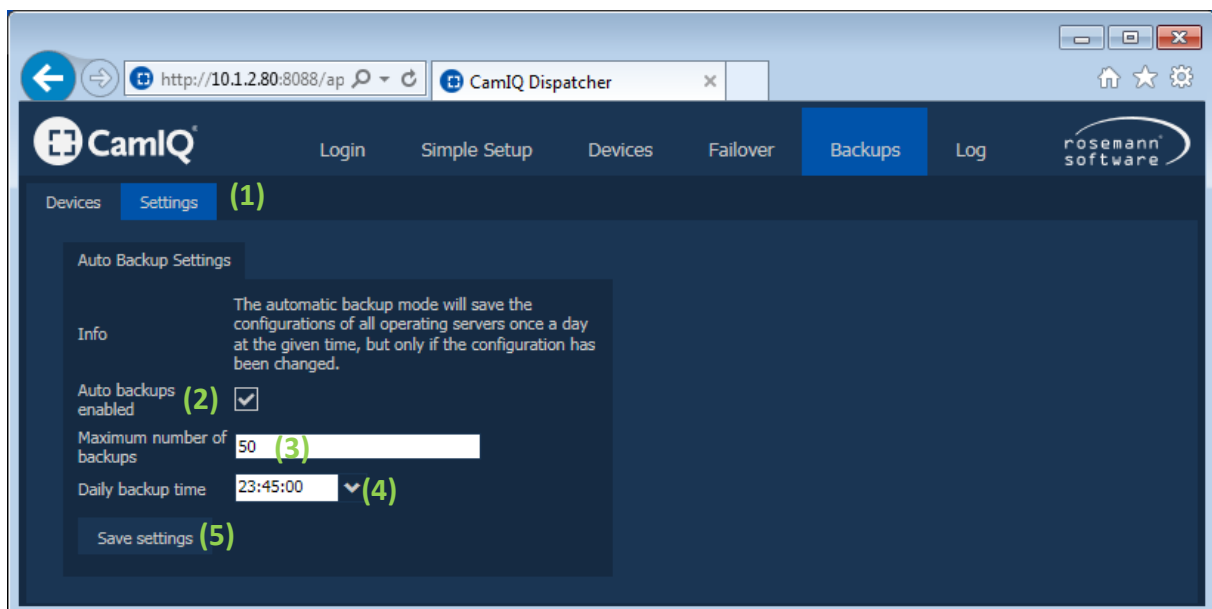 http://10.1.2.80:8088/ap
CamIQ Dispatcher
CamIQ
Login Simple Setup Devices Failover Backups Log
rosemann
software
Devices Settings (1)
Auto Backup Settings
Info
The automatic backup mode will save the
configurations of all operating servers once a day
at the given time, but only if the configuration has
been changed.
Auto backups
enabled (2)
Maximum number of
backups
50 (3)
Daily backup time 23:45:00 (4)
Save settings (5)